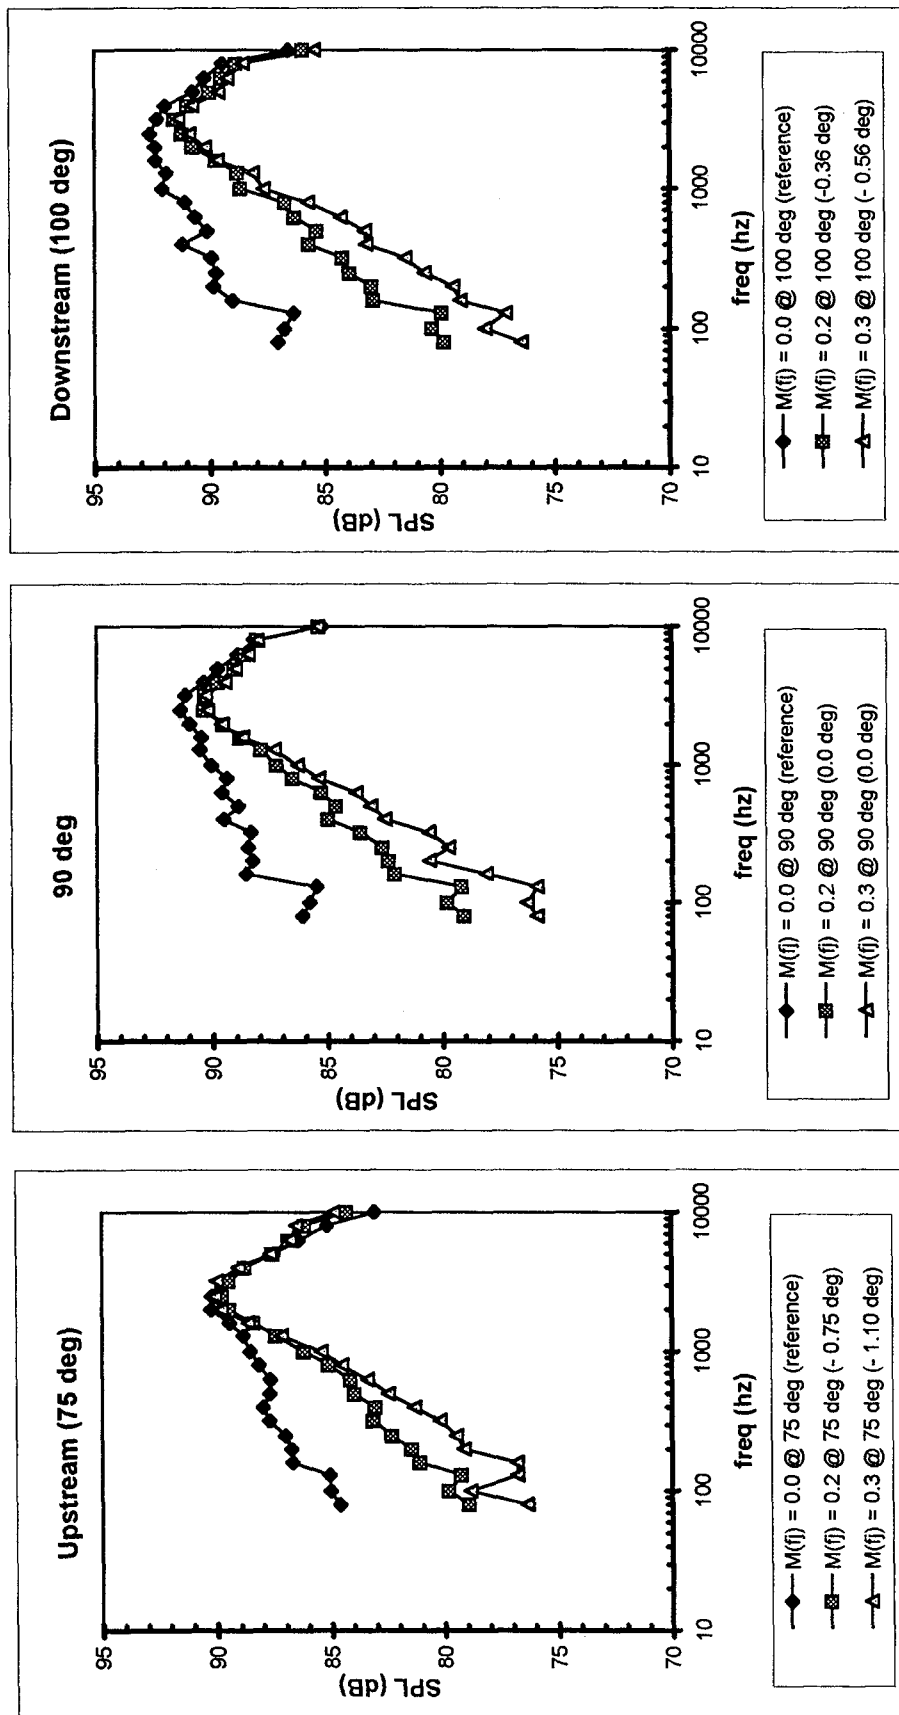 Upstream (75 deg)
SPL (dB)
95
90
85
80
75
70
10
100
1000
10000
freq (hz)
M(fj) = 0.0 @ 75 deg (reference)
M(fj) = 0.2 @ 75 deg (- 0.75 deg)
M(fj) = 0.3 @ 75 deg (- 1.10 deg)
90 deg
SPL (dB)
95
90
85
80
75
70
10
100
1000
10000
freq (hz)
M(fj) = 0.0 @ 90 deg (reference)
M(fj) = 0.2 @ 90 deg (0.0 deg)
M(fj) = 0.3 @ 90 deg (0.0 deg)
Downstream (100 deg)
SPL (dB)
95
90
85
80
75
70
10
100
1000
10000
freq (hz)
M(fj) = 0.0 @ 100 deg (reference)
M(fj) = 0.2 @ 100 deg (-0.36 deg)
M(fj) = 0.3 @ 100 deg (- 0.56 deg)